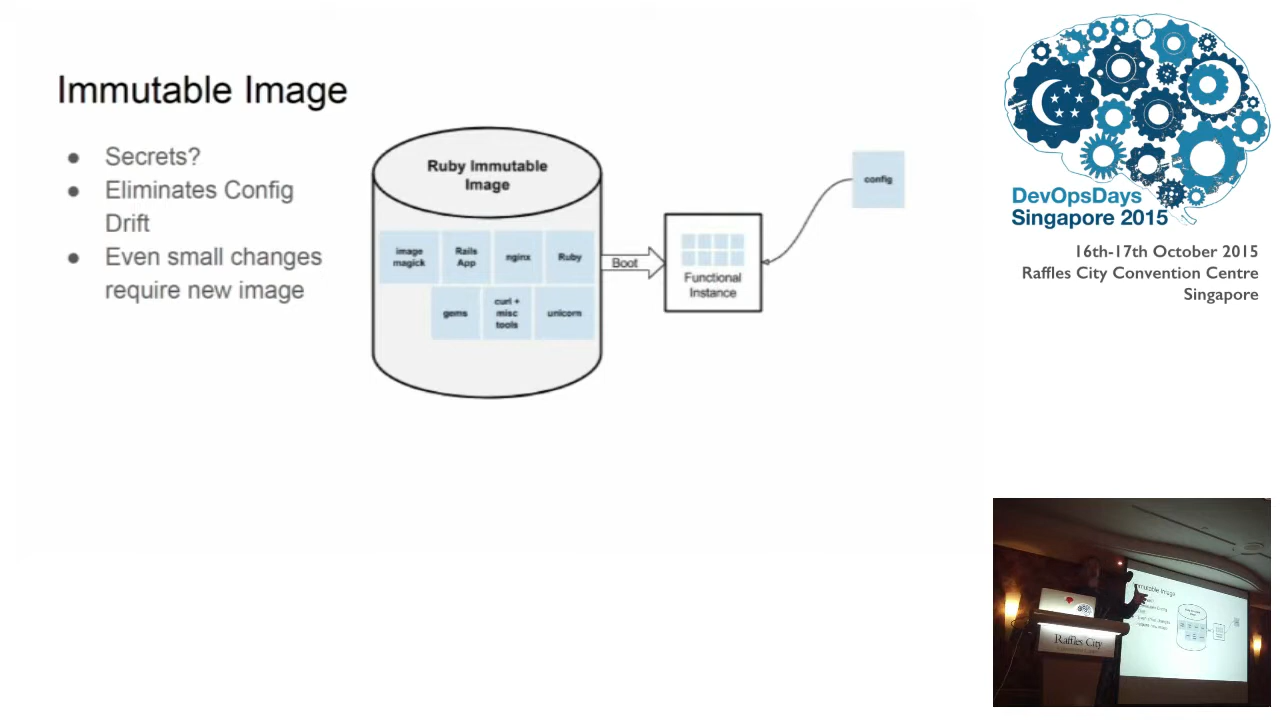 Immutable Image
● Secrets?
● Eliminates Config
Drift
● Even small changes
require new image
Ruby Immutable
Image
image
magick
Rails
App
nginx
Ruby
gems
curl +
misc
tools
unicorn
Boot
Functional
Instance
config
DevOpsDays
Singapore 2015
16th-17th October 2015
Raffles City Convention Centre
Singapore
Immutable Image
Raffles City